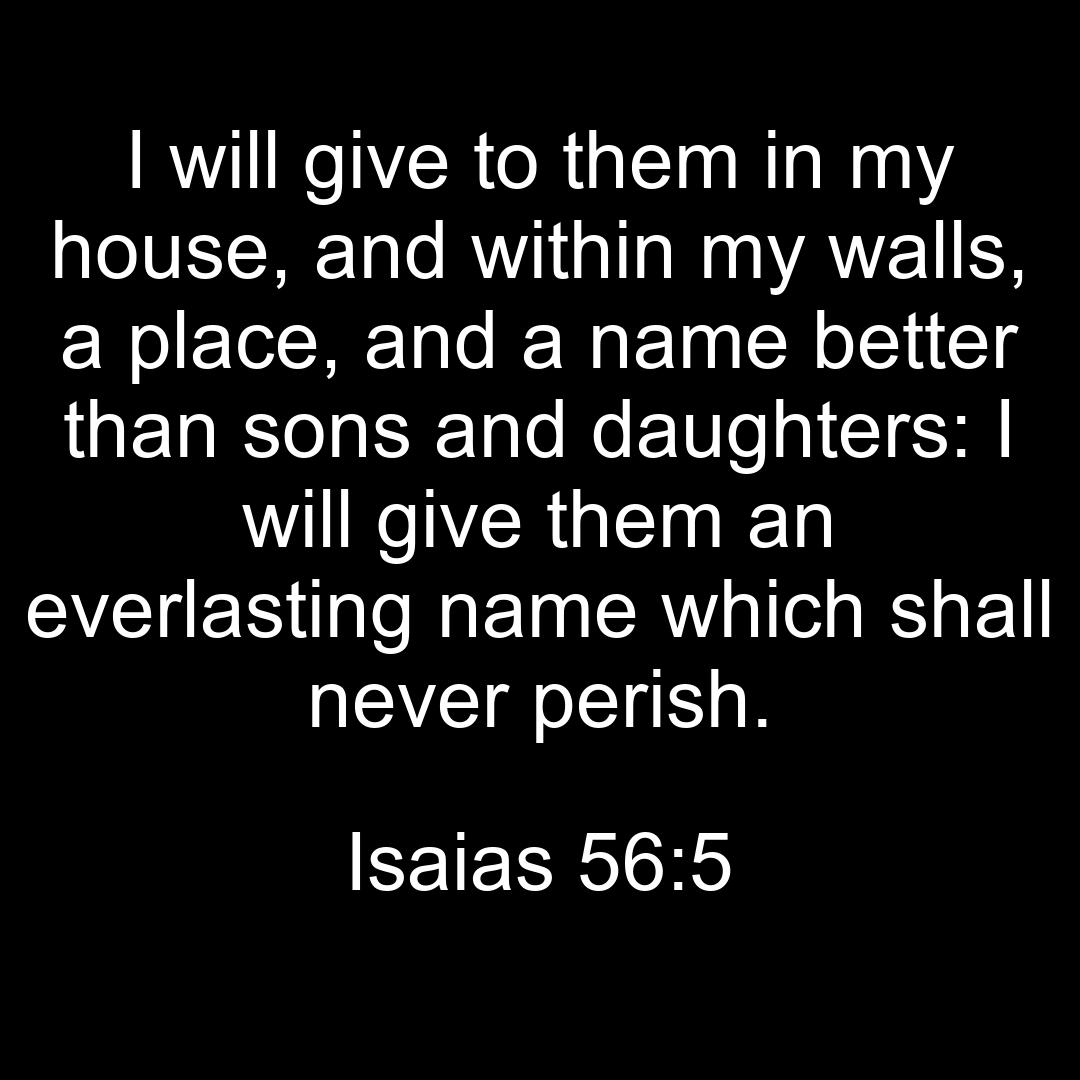 I will give to them in my
house, and within my walls,
a place, and a name better
than sons and daughters: I
will give them an
everlasting name which shall
never perish.
Isaias 56:5